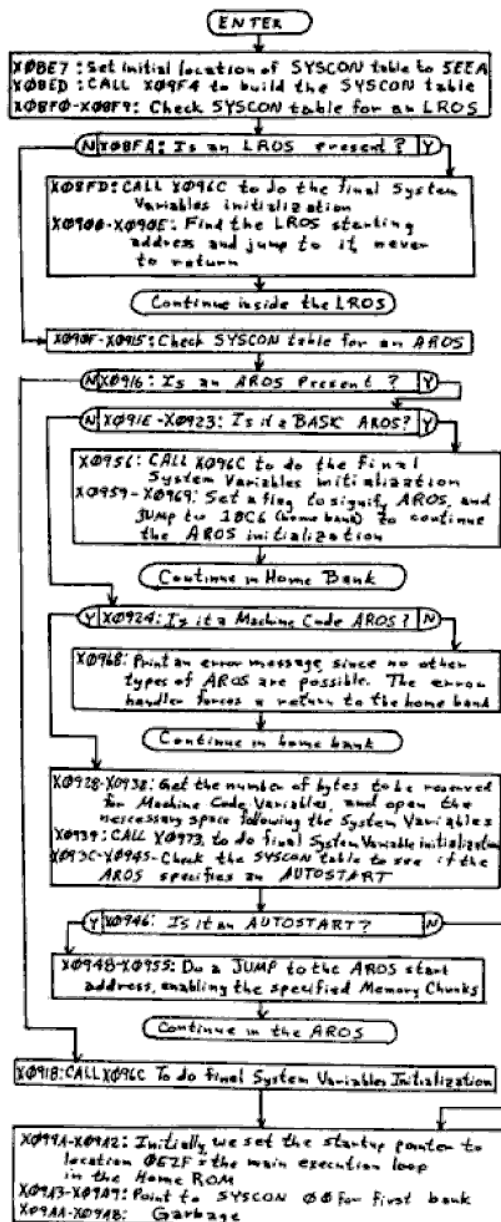 ENTER
X08E7: Set initial location of SYSCON table to 5EEA
X08ED: CALL X09F4 to build the SYSCON table
X08F0-X08F9: Check SYSCON table for an LROS
N X08FA: Is an LROS present? Y
X08FD: CALL X096C to do the final System
Variables initialization
X0900-X090E: Find the LROS starting
address and jump to it, never
to return
Continue inside the LROS
X090F-X0915: Check SYSCON table for an AROS
N X0916: Is an AROS Present? Y
N X091E-X0923: Is it a BASIC AROS? Y
X0956: CALL X096C to do the final
System Variables initialization
X0959-X0969: Set a flag to signify AROS, and
JUMP to 1BC6 (home bank) to continue
the AROS initialization
Continue in Home Bank
Y X0924: Is it a Machine Code AROS? N
X096B: Print an error message, since no other
types of AROS are possible. The error
handler forces a return to the home bank
Continue in home bank
X0928-X0938: Get the number of bytes to be reserved
for Machine Code Variables, and open the
necessary space following the System Variables
X0939: CALL X0973, to do final System Variable initialization
X093C-X0945-Check the SYSCON table to see if the
AROS specifies an AUTOSTART
Y X0946: Is it an AUTOSTART? N
X0948-X0955: Do a JUMP to the AROS start
address, enabling the specified Memory Chunks
Continue in the AROS
X0918: CALL X096C To do final System Variables Initialization
X099A-X09A2: Initially we set the startup pointer to
location 0E2F = the main execution loop
in the Home ROM
X09A3-X09A9: Point to SYSCON 00 for first bank
X09AA-X09AB: Garbage